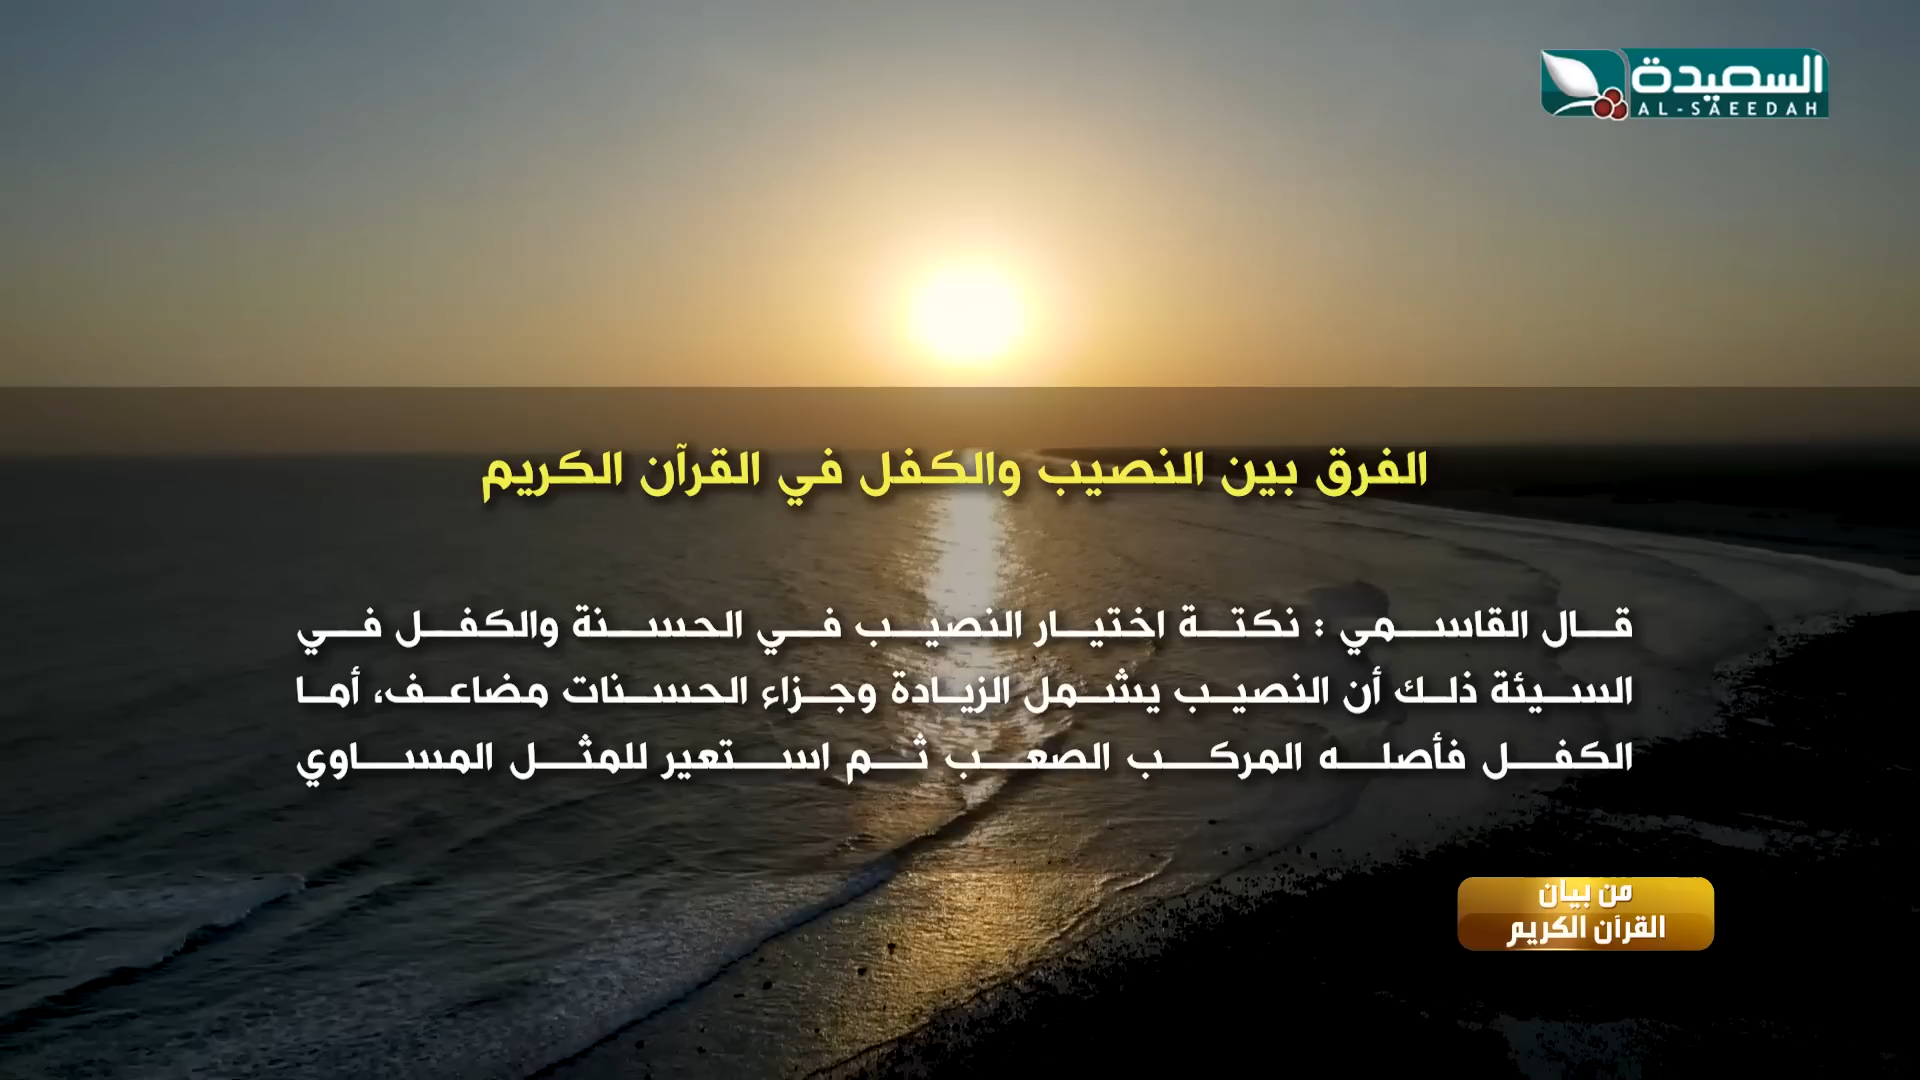 السعيدة
AL-SAEEDAH
الفرق بين النصيب والكفل في القرآن الكريم
قال القاسمي : نكتة اختيار النصيب في الحسنة والكفل في
السيئة ذلك أن النصيب يشمل الزيادة وجزاء الحسنات مضاعف، أما
الكفل فأصله المركب الصعب ثم استعير للمثل المساوي
من بيان
القرآن الكريم